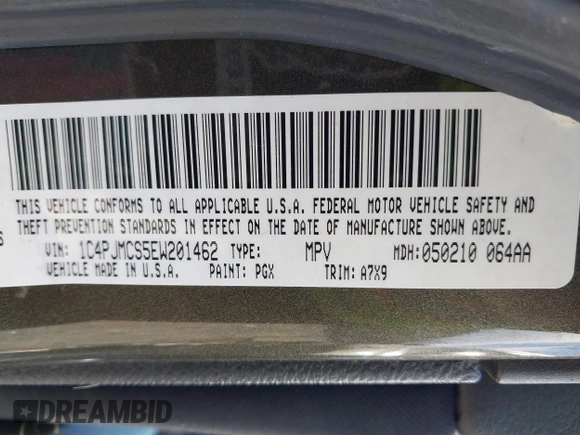 THIS VEHICLE CONFORMS TO ALL APPLICABLE U.S.A. FEDERAL MOTOR VEHICLE SAFETY AND
THEFT PREVENTION STANDARDS IN EFFECT ON THE DATE OF MANUFACTURE SHOWN ABOVE.
VIN: 1C4PJMCS5EW201462 TYPE: MPV MDH: 050210 064AA
VEHICLE MADE IN U.S.A. PAINT: PGX TRIM: A7X9
DREAMBID